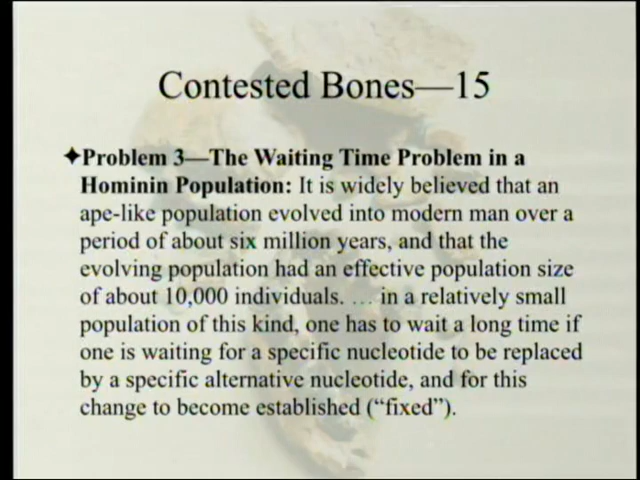 Contested Bones—15
✦Problem 3—The Waiting Time Problem in a
Hominin Population: It is widely believed that an
ape-like population evolved into modern man over a
period of about six million years, and that the
evolving population had an effective population size
of about 10,000 individuals. … in a relatively small
population of this kind, one has to wait a long time if
one is waiting for a specific nucleotide to be replaced
by a specific alternative nucleotide, and for this
change to become established (“fixed”).